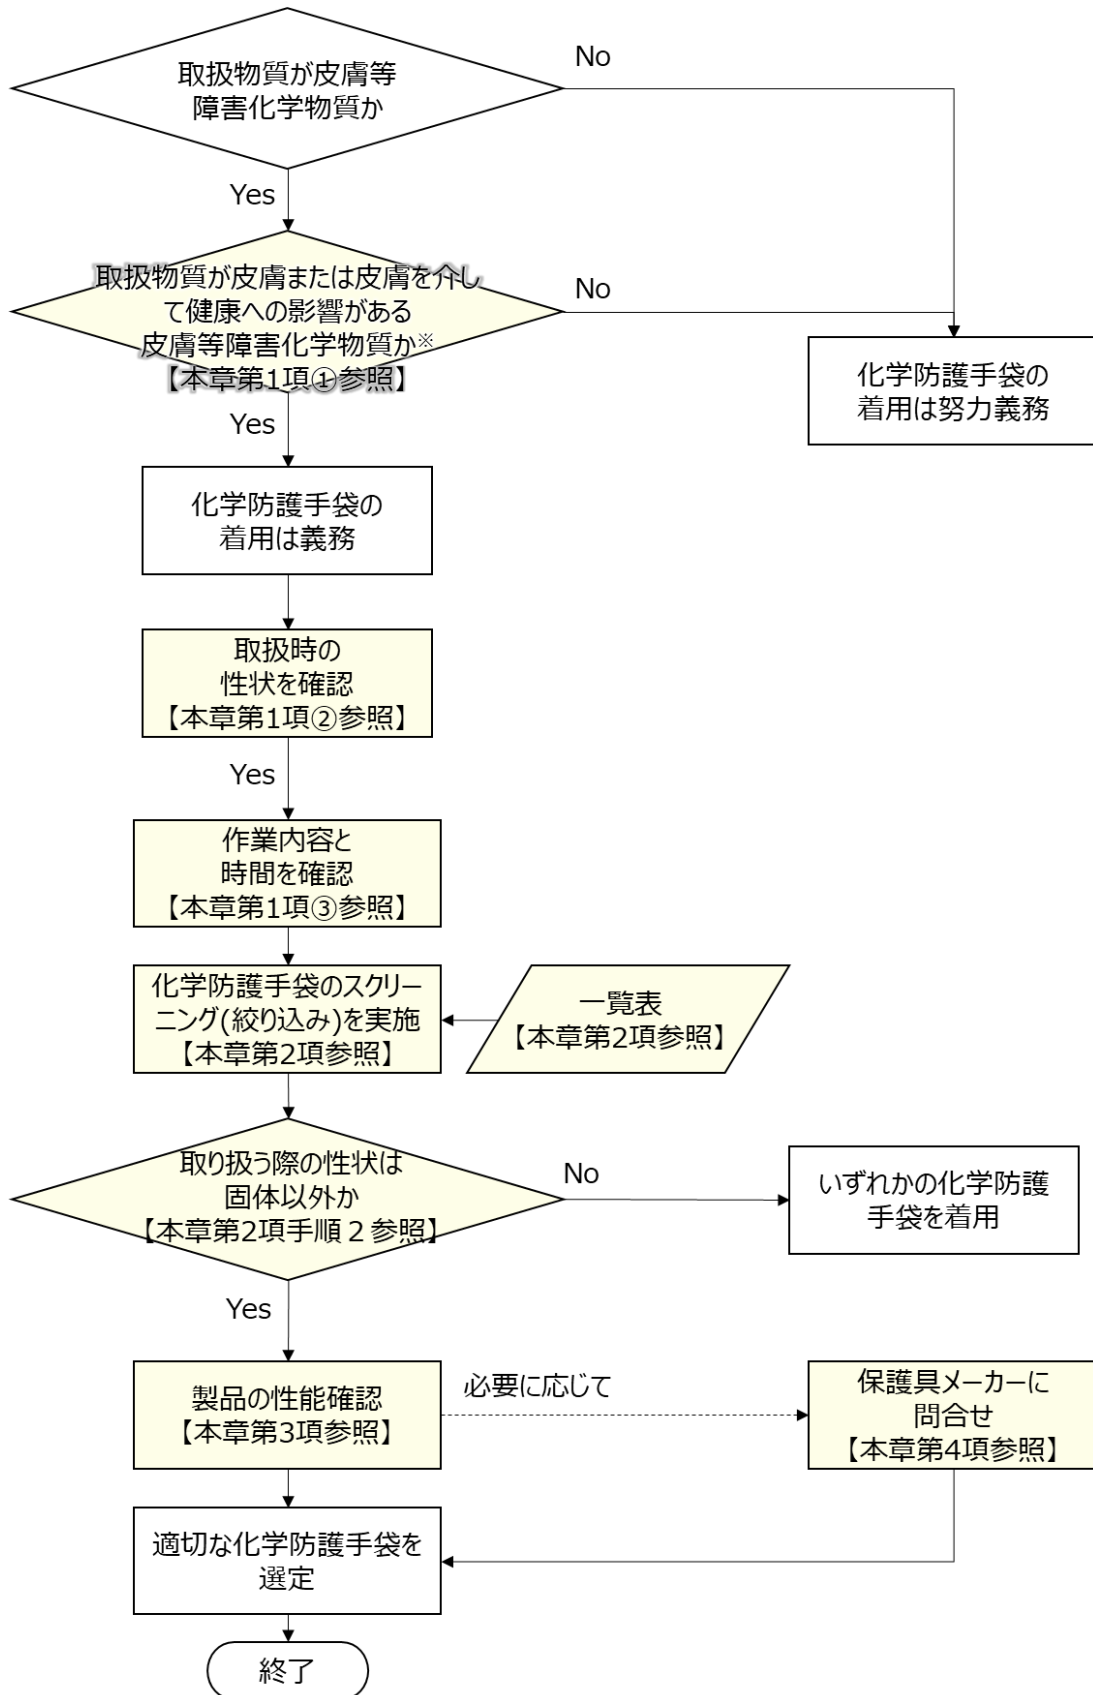 取扱物質が皮膚等
障害化学物質か
No
Yes
取扱物質が皮膚または皮膚を介し
て健康への影響がある
皮膚等障害化学物質か※
【本章第1項①参照】
No
化学防護手袋の
着用は努力義務
Yes
化学防護手袋の
着用は義務
取扱時の
性状を確認
【本章第1項②参照】
Yes
作業内容と
時間を確認
【本章第1項③参照】
化学防護手袋のスクリー
ニング(絞り込み)を実施
【本章第2項参照】
一覧表
【本章第2項参照】
取り扱う際の性状は
固体以外か
【本章第2項手順２参照】
No
いずれかの化学防護
手袋を着用
Yes
製品の性能確認
【本章第3項参照】
必要に応じて
保護具メーカーに
問合せ
【本章第4項参照】
適切な化学防護手袋を
選定
終了